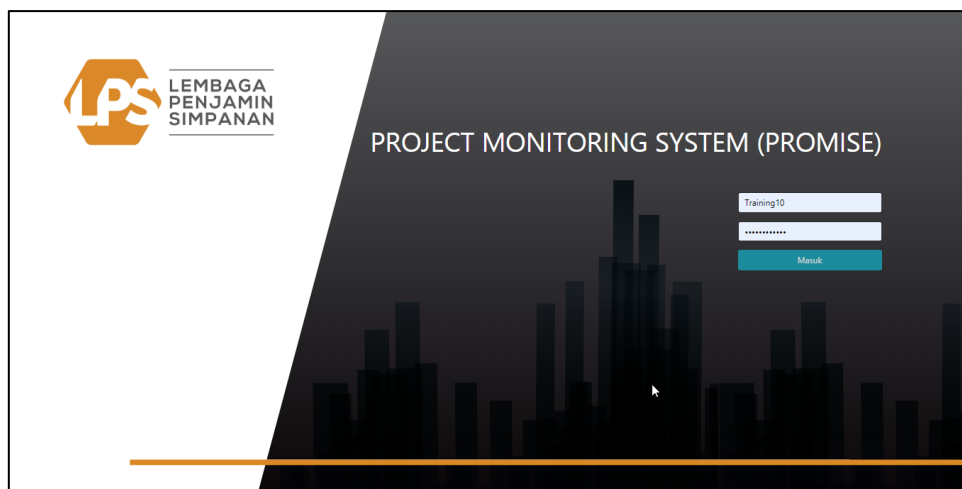 LPS
LEMBAGA
PENJAMIN
SIMPANAN
PROJECT MONITORING SYSTEM (PROMISE)
Training10
••••••••••••
Masuk